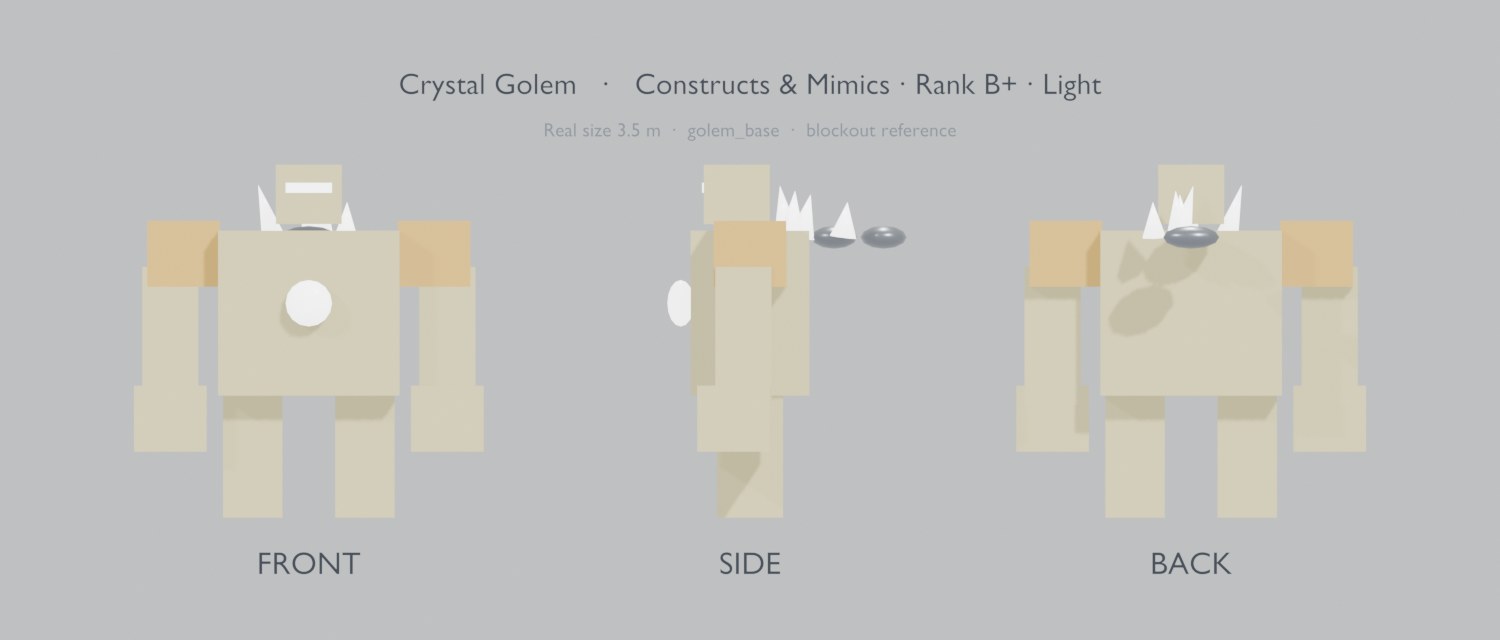 Crystal Golem · Constructs & Mimics · Rank B+ · Light
Real size 3.5 m · golem_base · blockout reference
FRONT
SIDE
BACK